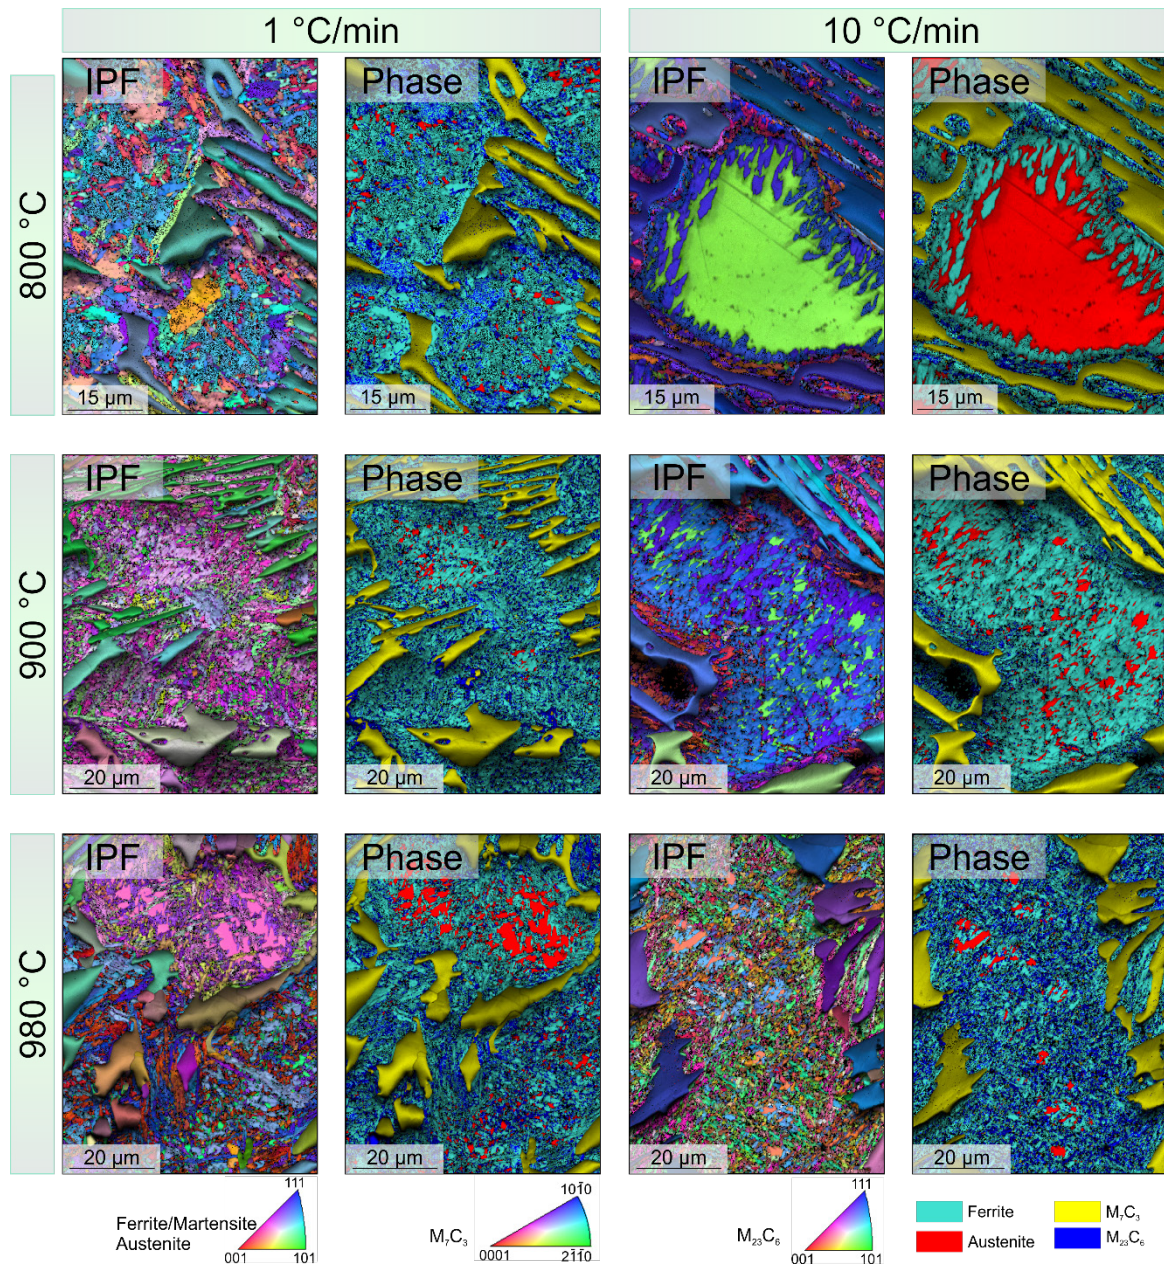 1 °C/min
10 °C/min
800 °C
IPF
Phase
IPF
Phase
15 µm
15 µm
10 µm
10 µm
900 °C
IPF
Phase
IPF
Phase
20 µm
20 µm
20 µm
20 µm
980 °C
IPF
Phase
IPF
Phase
20 µm
20 µm
20 µm
20 µm
Ferrite/Martensite
Austenite
111
001
101
M₇C₃
101̄0
0001
21̄1̄0
M₂₃C₆
111
001
101
Ferrite
M₇C₃
Austenite
M₂₃C₆